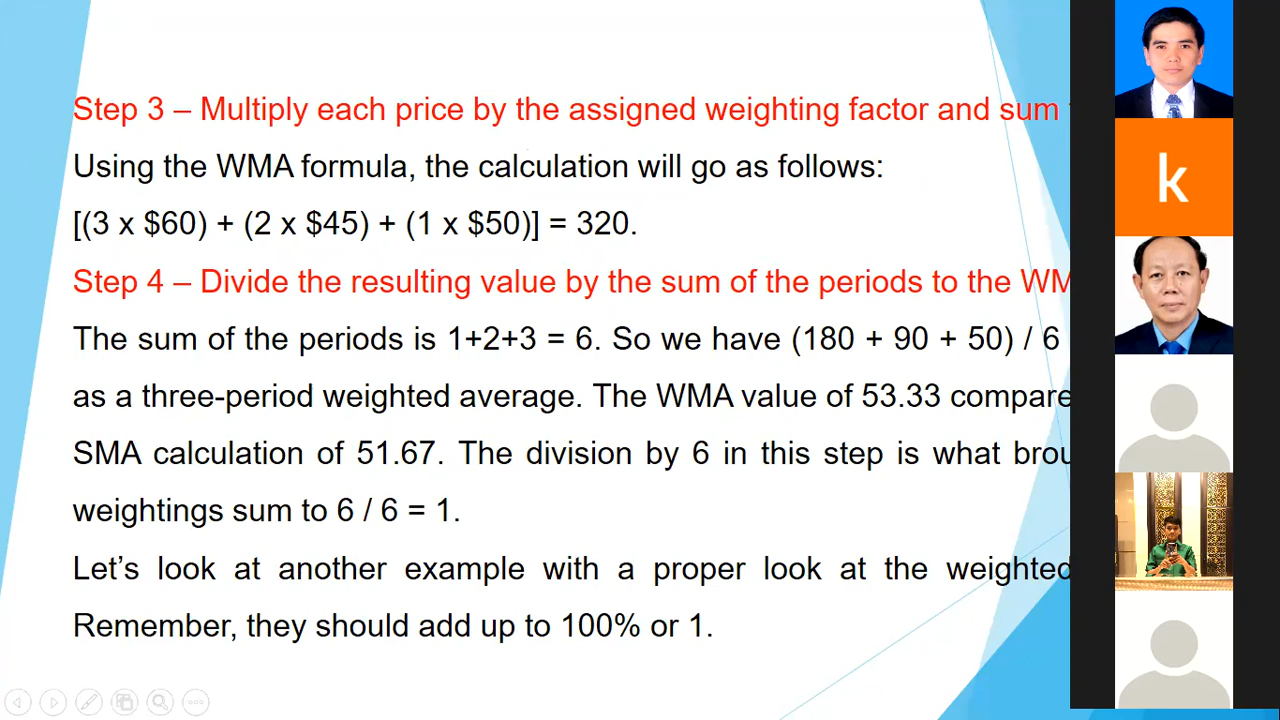 Step 3 – Multiply each price by the assigned weighting factor and sum
Using the WMA formula, the calculation will go as follows:
[(3 x $60) + (2 x $45) + (1 x $50)] = 320.
Step 4 – Divide the resulting value by the sum of the periods to the WM
The sum of the periods is 1+2+3 = 6. So we have (180 + 90 + 50) / 6
as a three-period weighted average. The WMA value of 53.33 compare
SMA calculation of 51.67. The division by 6 in this step is what brou
weightings sum to 6 / 6 = 1.
Let’s look at another example with a proper look at the weighted
Remember, they should add up to 100% or 1.
k